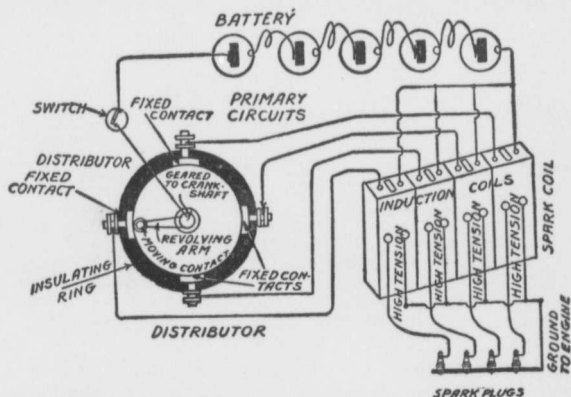 BATTERY
SWITCH
FIXED
CONTACT
PRIMARY
CIRCUITS
DISTRIBUTOR
FIXED
CONTACT
GEARED
TO CRANK-
SHAFT
INDUCTION COILS
SPARK COIL
REVOLVING
ARM
MOVING CONTACT
FIXED CON-
TACTS
INSULATING
RING
HIGH TENSION
HIGH TENSION
HIGH TENSION
HIGH TENSION
DISTRIBUTOR
GROUND
TO ENGINE
SPARK PLUGS